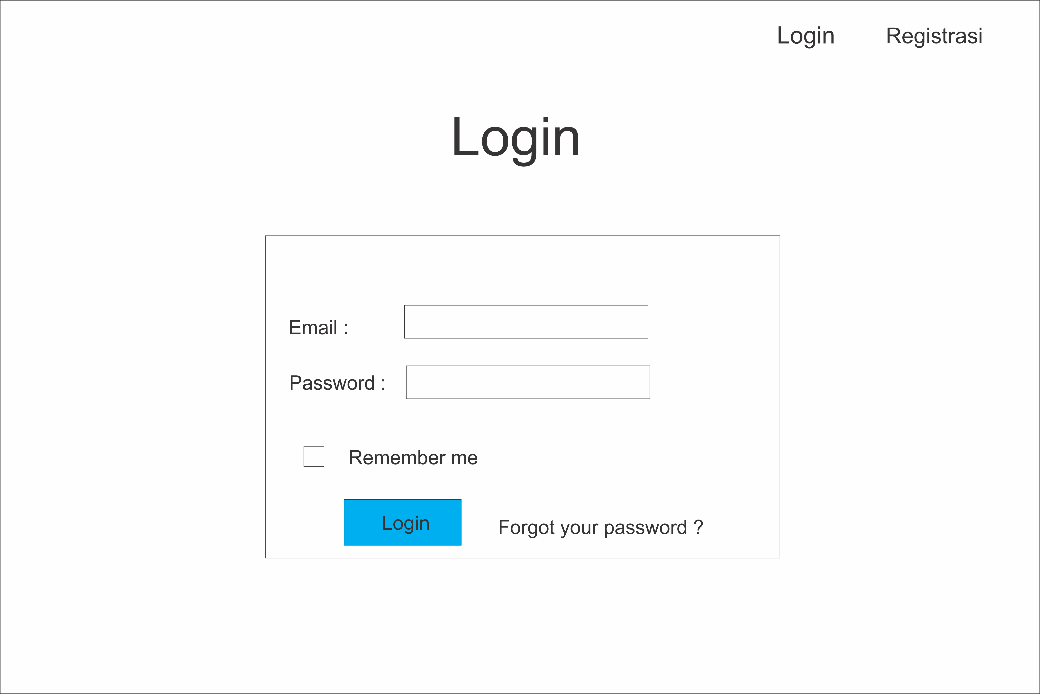 Login Registrasi
Login
Email :
Password :
Remember me
Login
Forgot your password ?